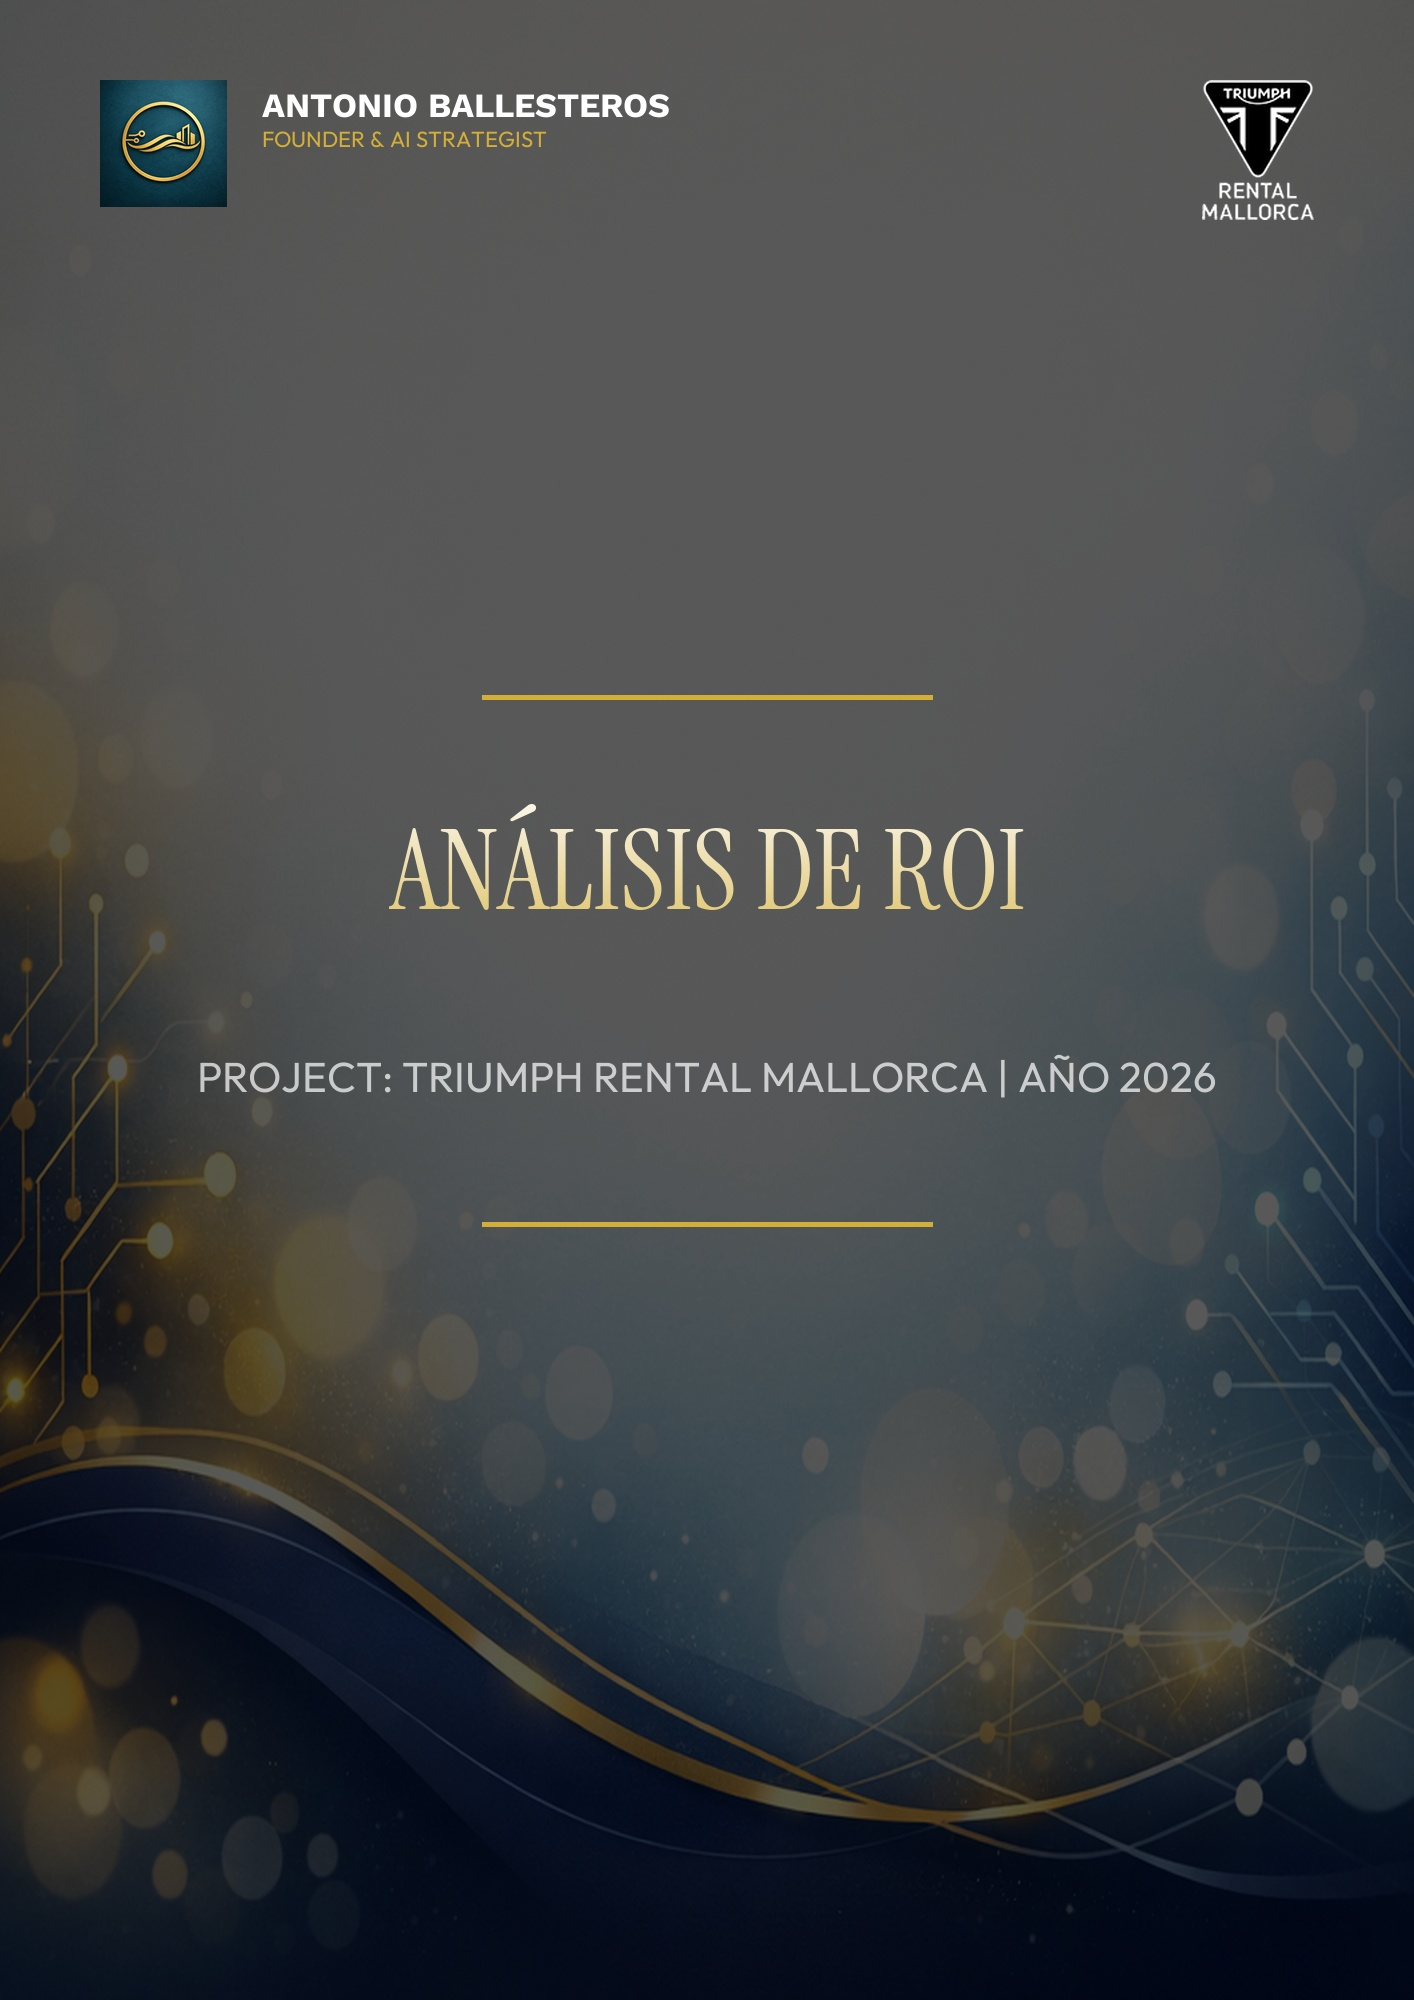 ANTONIO BALLESTEROS
FOUNDER & AI STRATEGIST
TRIUMPH
RENTAL
MALLORCA
ANÁLISIS DE ROI
PROJECT: TRIUMPH RENTAL MALLORCA | AÑO 2026